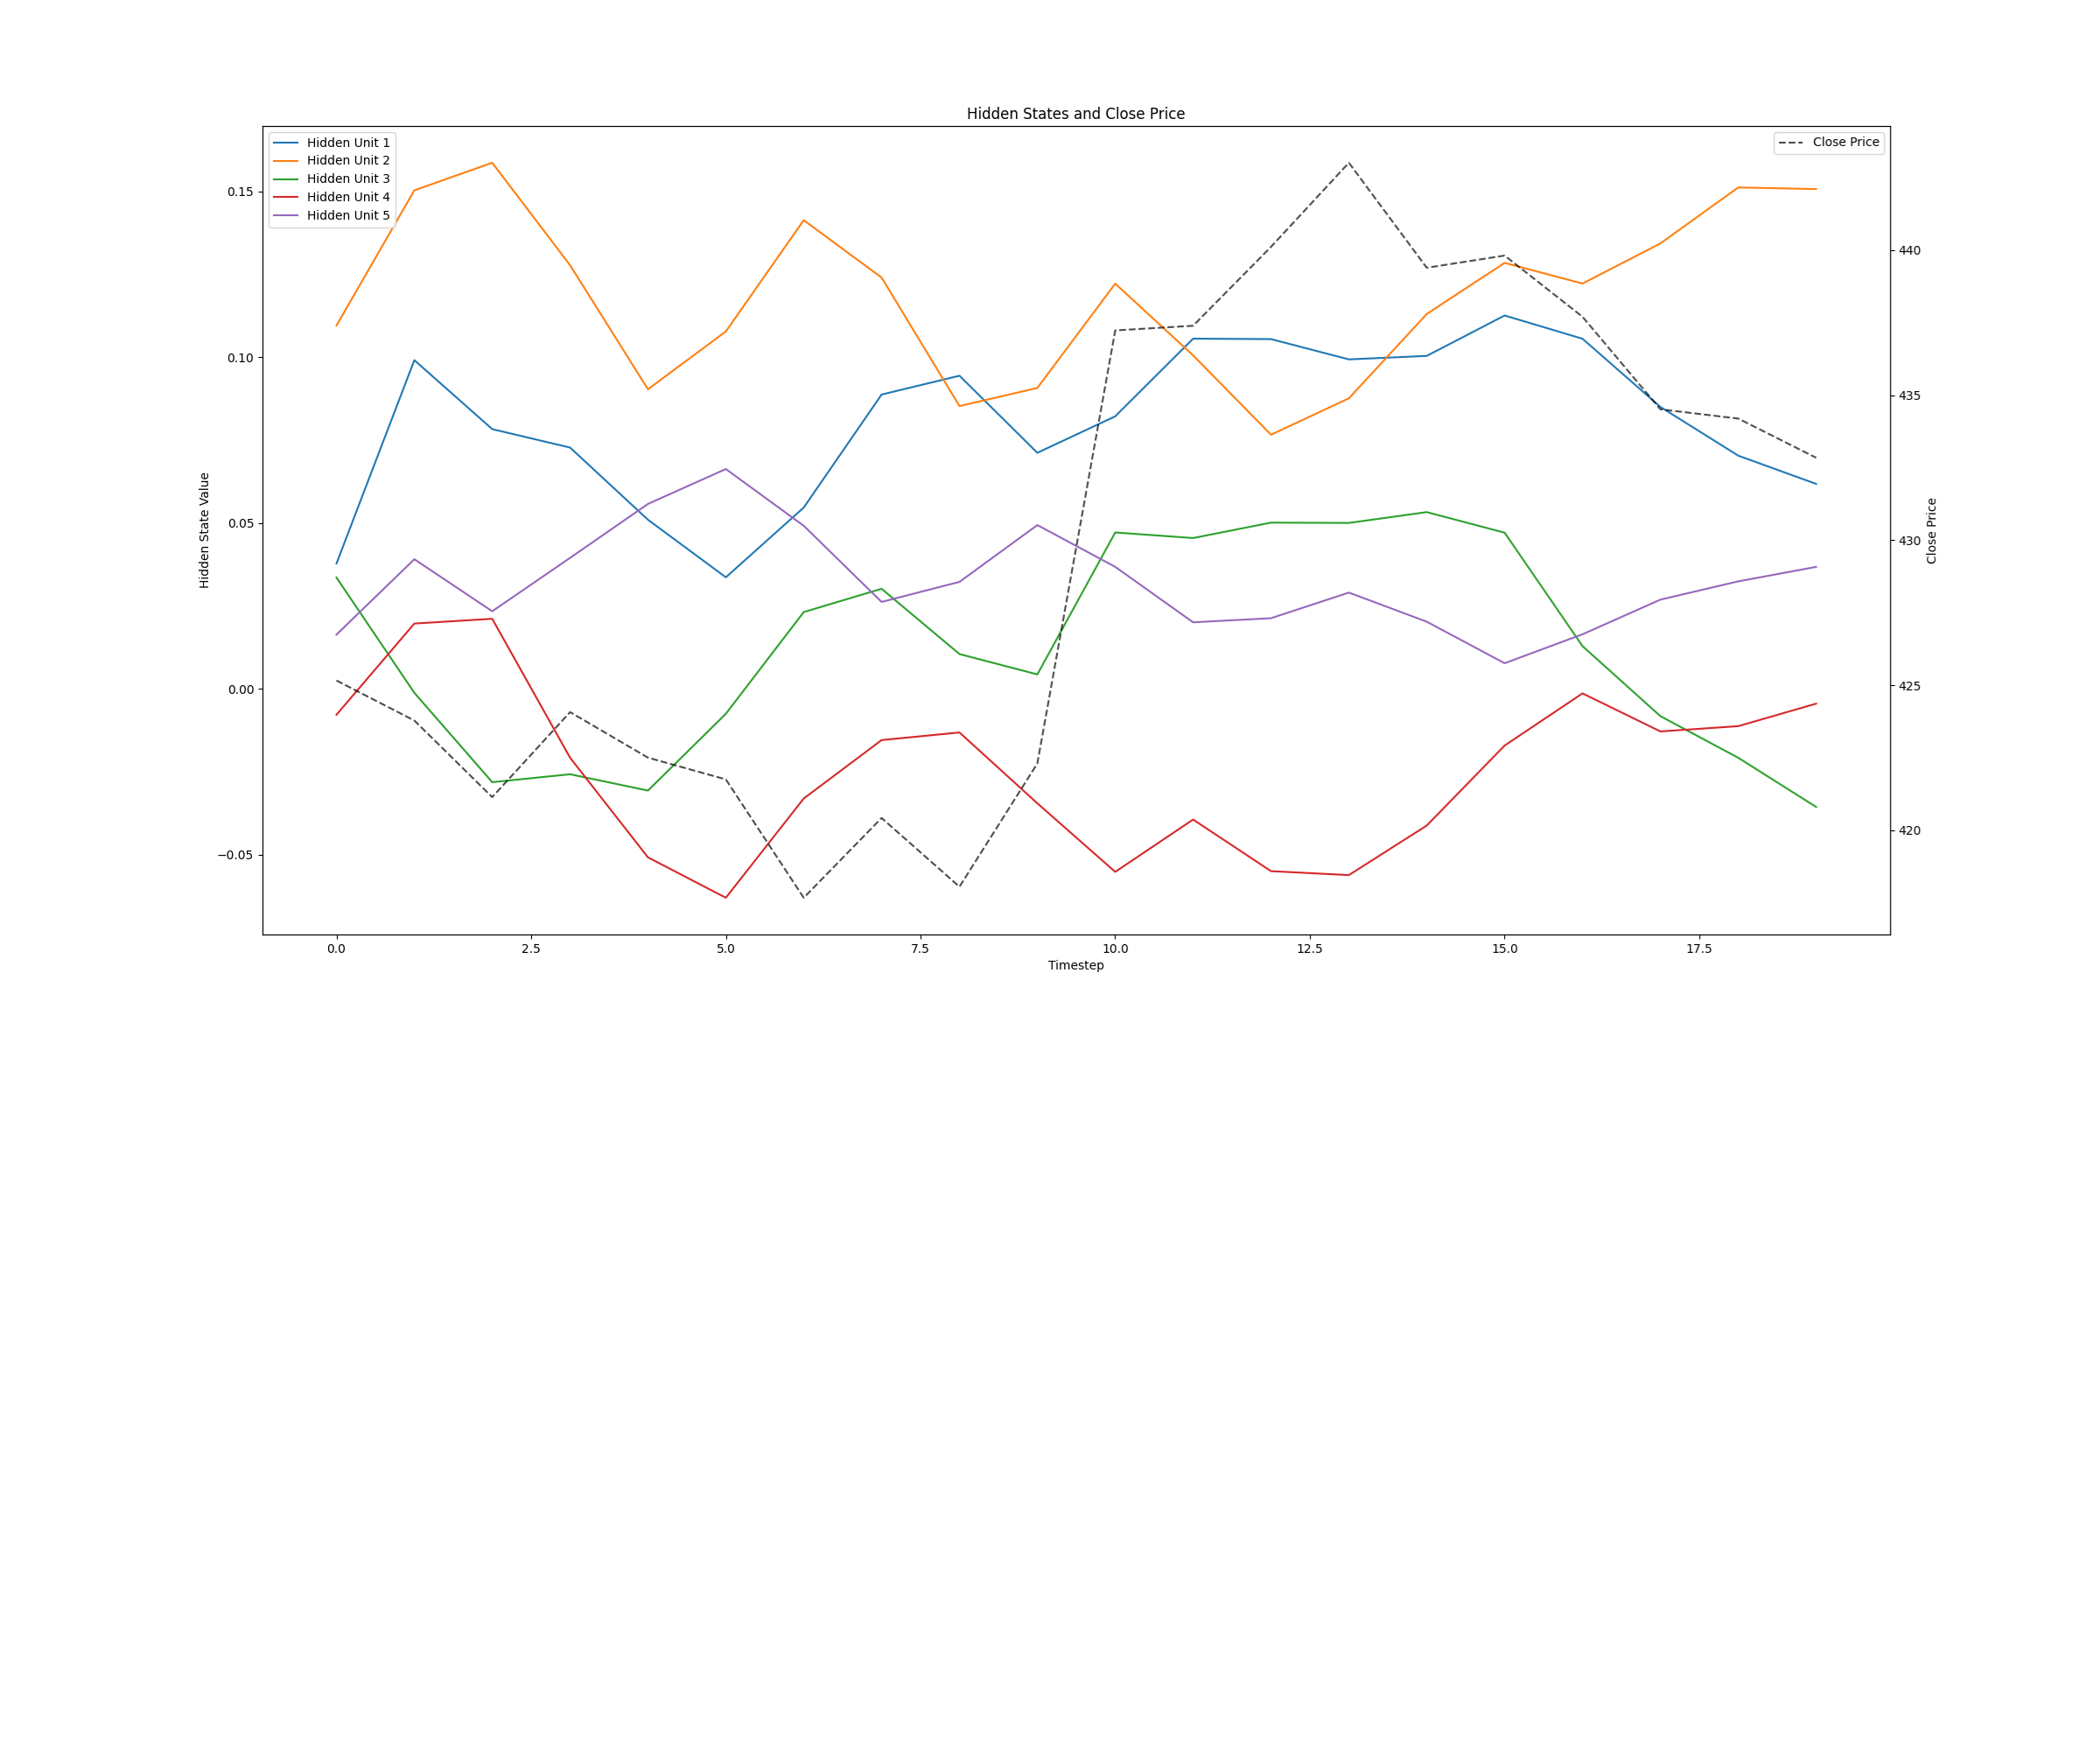 Hidden States and Close Price
Hidden Unit 1
Hidden Unit 2
Hidden Unit 3
Hidden Unit 4
Hidden Unit 5
Close Price
0.15
0.10
0.05
0.00
−0.05
Hidden State Value
440
435
430
425
420
Close Price
0.0 2.5 5.0 7.5 10.0 12.5 15.0 17.5
Timestep